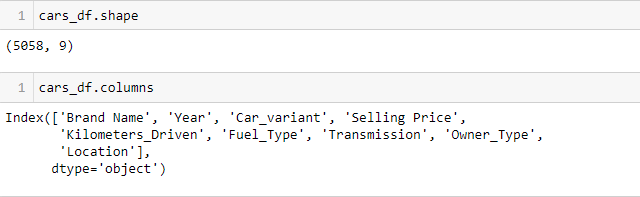 1 cars_df.shape
(5058, 9)
1 cars_df.columns
Index(['Brand Name', 'Year', 'Car_variant', 'Selling Price',
'Kilometers_Driven', 'Fuel_Type', 'Transmission', 'Owner_Type',
'Location'],
dtype='object')